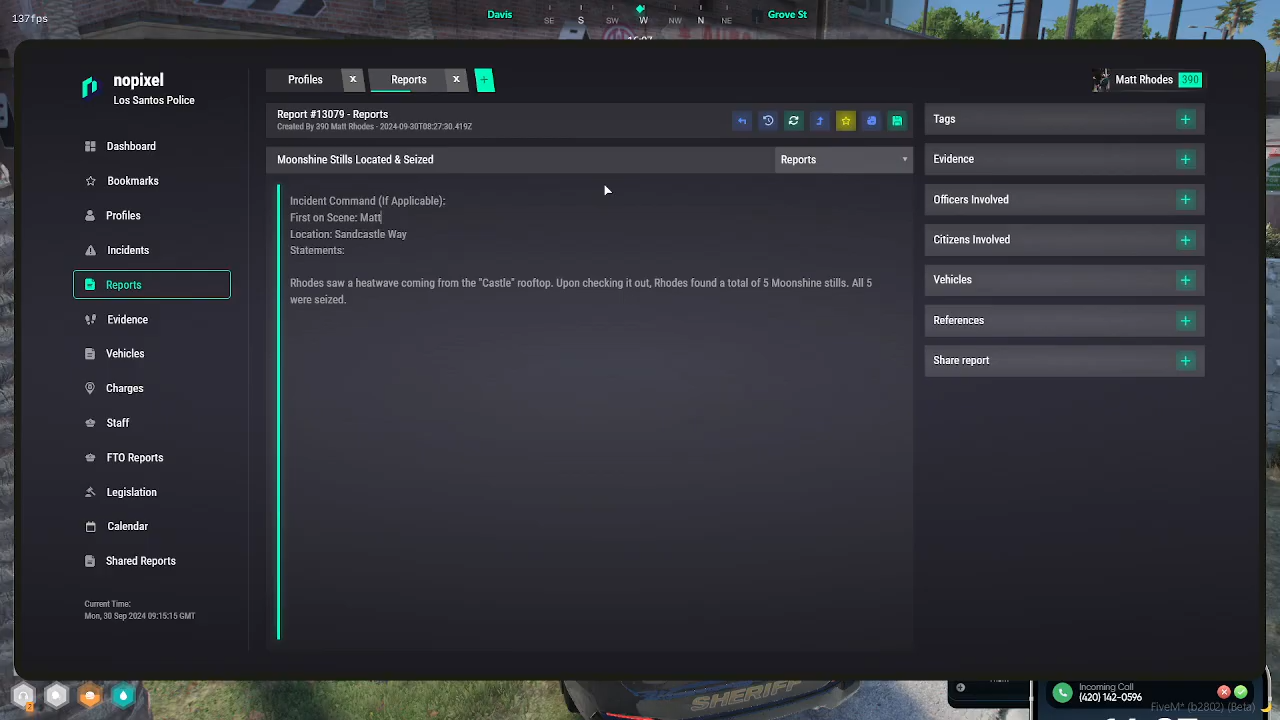 137fps
Davis
SE
S
SW
W
NW
N
NE
Grove St
nopixel
Los Santos Police
Dashboard
Bookmarks
Profiles
Incidents
Reports
Evidence
Vehicles
Charges
Staff
FTO Reports
Legislation
Calendar
Shared Reports
Current Time:
Mon, 30 Sep 2024 09:15:15 GMT
Profiles x Reports x +
Matt Rhodes 390
Report #13079 - Reports
Created By 390 Matt Rhodes - 2024-09-30T08:27:30.419Z
Moonshine Stills Located & Seized
Reports
Incident Command (If Applicable):
First on Scene: Matt
Location: Sandcastle Way
Statements:
Rhodes saw a heatwave coming from the "Castle" rooftop. Upon checking it out, Rhodes found a total of 5 Moonshine stills. All 5
were seized.
Tags +
Evidence +
Officers Involved +
Citizens Involved +
Vehicles +
References +
Share report +
SHERIFF
Incoming Call
(420) 142-0596
FiveM* (b2802) (Beta)
2